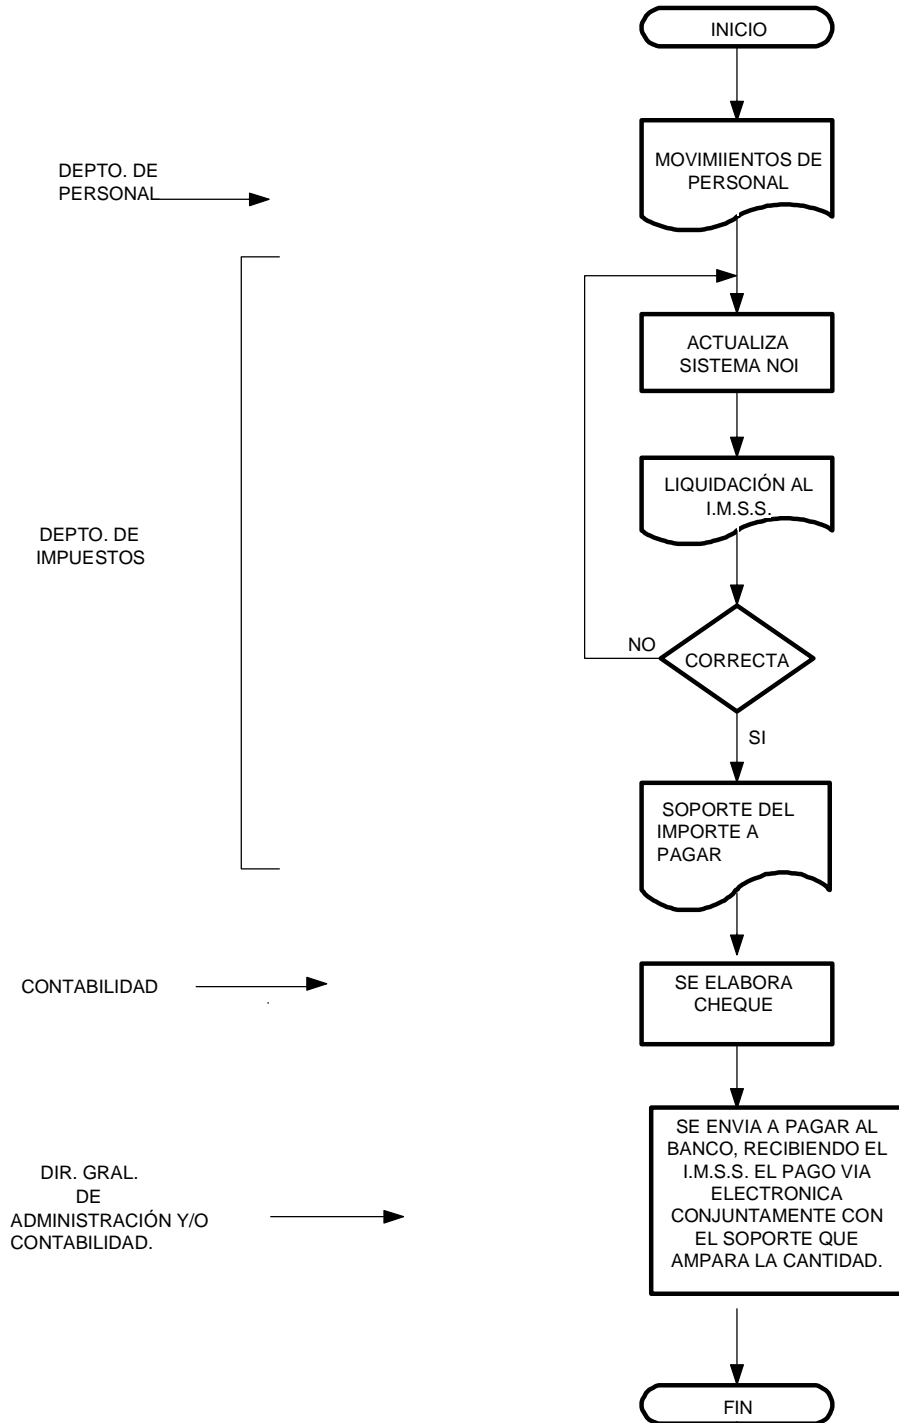 INICIO
DEPTO. DE
PERSONAL
MOVIMIIENTOS DE
PERSONAL
ACTUALIZA
SISTEMA NOI
LIQUIDACIÓN AL
I.M.S.S.
DEPTO. DE
IMPUESTOS
NO
CORRECTA
SI
SOPORTE DEL
IMPORTE A
PAGAR
CONTABILIDAD
SE ELABORA
CHEQUE
DIR. GRAL.
DE
ADMINISTRACIÓN Y/O
CONTABILIDAD.
SE ENVIA A PAGAR AL
BANCO, RECIBIENDO EL
I.M.S.S. EL PAGO VIA
ELECTRONICA
CONJUNTAMENTE CON
EL SOPORTE QUE
AMPARA LA CANTIDAD.
FIN